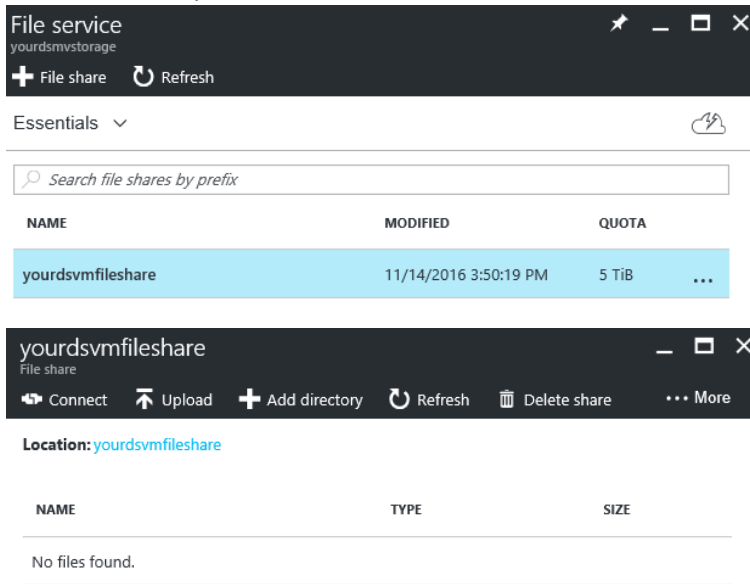 File service
yourdsmvstorage
File share Refresh
Essentials
Search file shares by prefix
NAME MODIFIED QUOTA
yourdsvmfileshare 11/14/2016 3:50:19 PM 5 TiB ...
yourdsvmfileshare
File share
Connect Upload Add directory Refresh Delete share ... More
Location: yourdsvmfileshare
NAME TYPE SIZE
No files found.